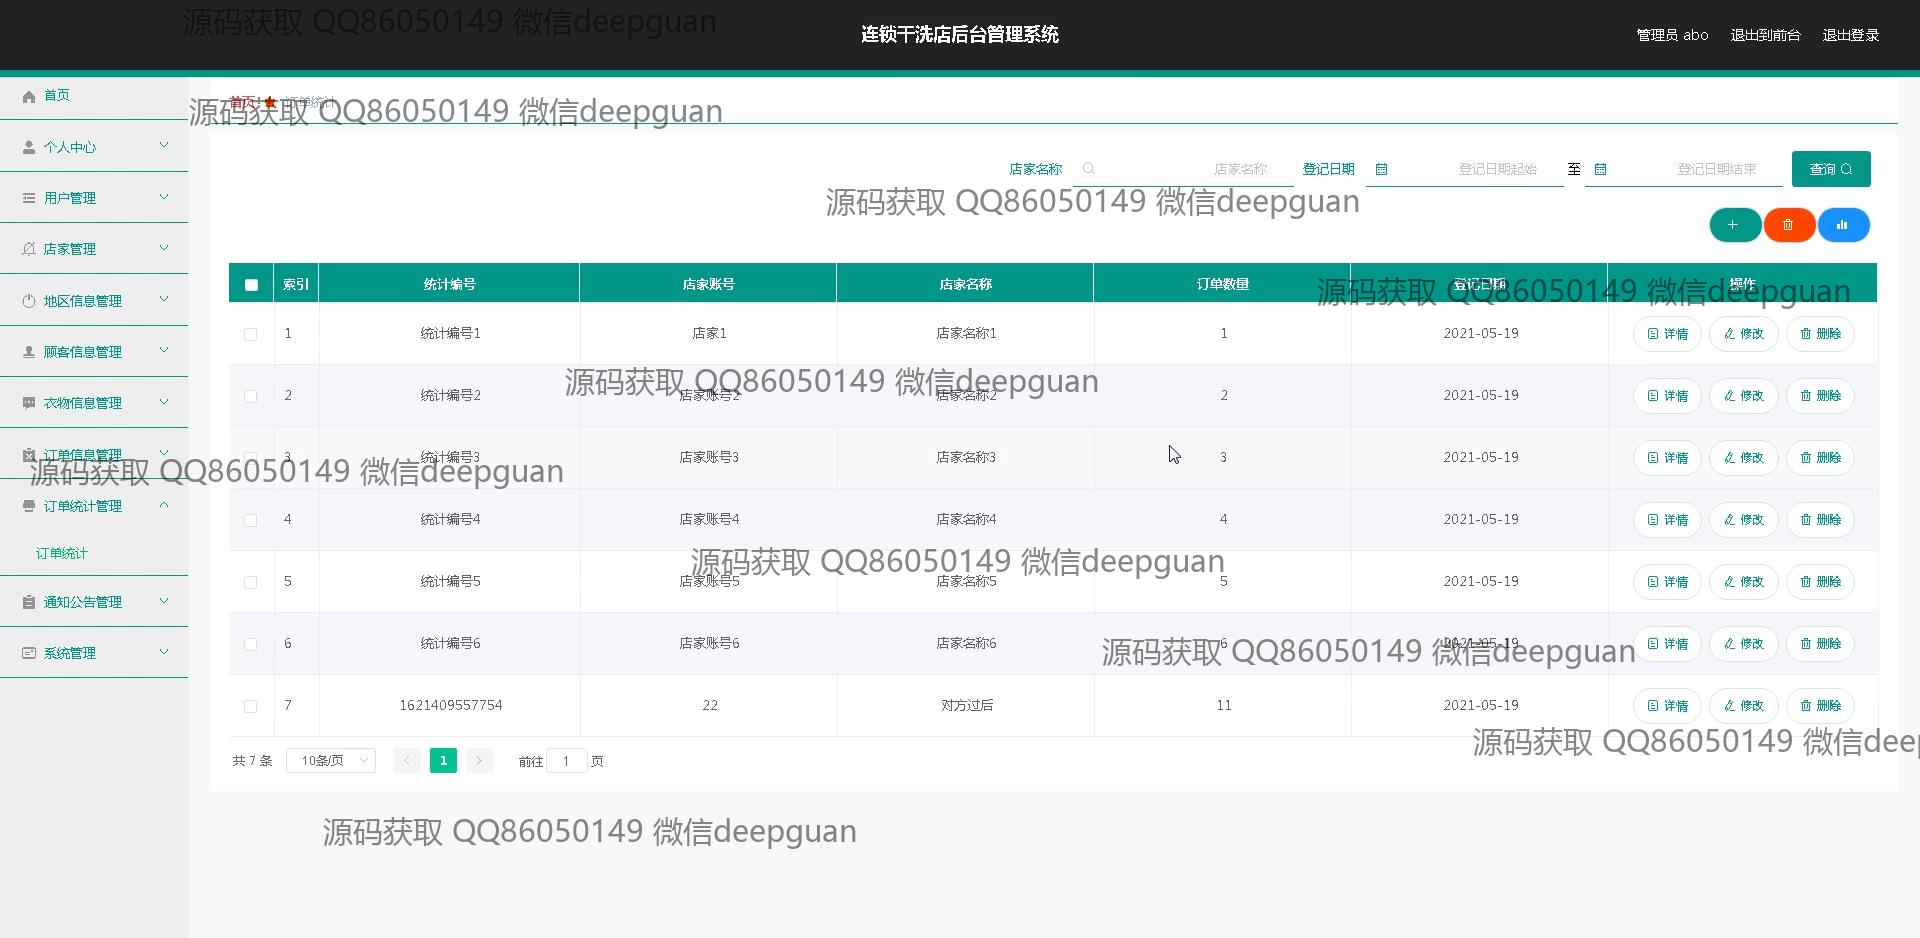 源码获取 QQ86050149 微信deepguan
连锁干洗店后台管理系统
管理员 abo 退出到前台 退出登录
首页
个人中心
用户管理
店家管理
地区信息管理
顾客信息管理
衣物信息管理
订单信息管理
订单统计管理
订单统计
通知公告管理
系统管理
首页 订单统计
源码获取 QQ86050149 微信deepguan
店家名称 店家名称 登记日期 登记日期起始 至 登记日期结束 查询
源码获取 QQ86050149 微信deepguan
索引 统计编号 店家账号 店家名称 订单数量 登记日期 操作
源码获取 QQ86050149 微信deepguan
1 统计编号1 店家1 店家名称1 1 2021-05-19 详情 修改 删除
2 统计编号2 店家账号2 店家名称2 2 2021-05-19 详情 修改 删除
源码获取 QQ86050149 微信deepguan
3 统计编号3 店家账号3 店家名称3 3 2021-05-19 详情 修改 删除
源码获取 QQ86050149 微信deepguan
4 统计编号4 店家账号4 店家名称4 4 2021-05-19 详情 修改 删除
源码获取 QQ86050149 微信deepguan
5 统计编号5 店家账号5 店家名称5 5 2021-05-19 详情 修改 删除
6 统计编号6 店家账号6 店家名称6 6 2021-05-19 详情 修改 删除
源码获取 QQ86050149 微信deepguan
7 1621409557754 22 对方过后 11 2021-05-19 详情 修改 删除
源码获取 QQ86050149 微信deep
共 7 条 10条/页 1 前往 1 页
源码获取 QQ86050149 微信deepguan